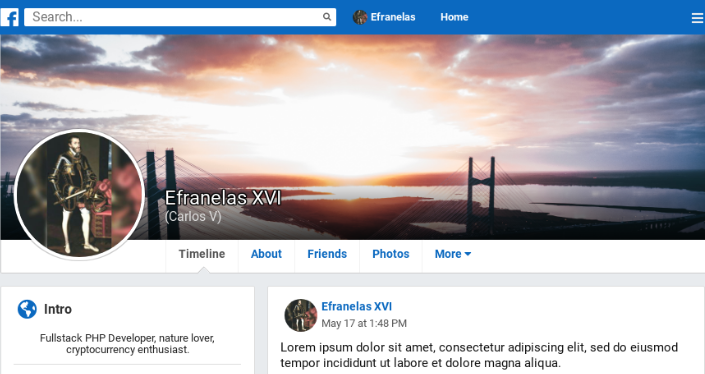 Search...
Efranelas
Home
Efranelas XVI
(Carlos V)
Timeline
About
Friends
Photos
More
Intro
Fullstack PHP Developer, nature lover,
cryptocurrency enthusiast.
Efranelas XVI
May 17 at 1:48 PM
Lorem ipsum dolor sit amet, consectetur adipiscing elit, sed do eiusmod
tempor incididunt ut labore et dolore magna aliqua.